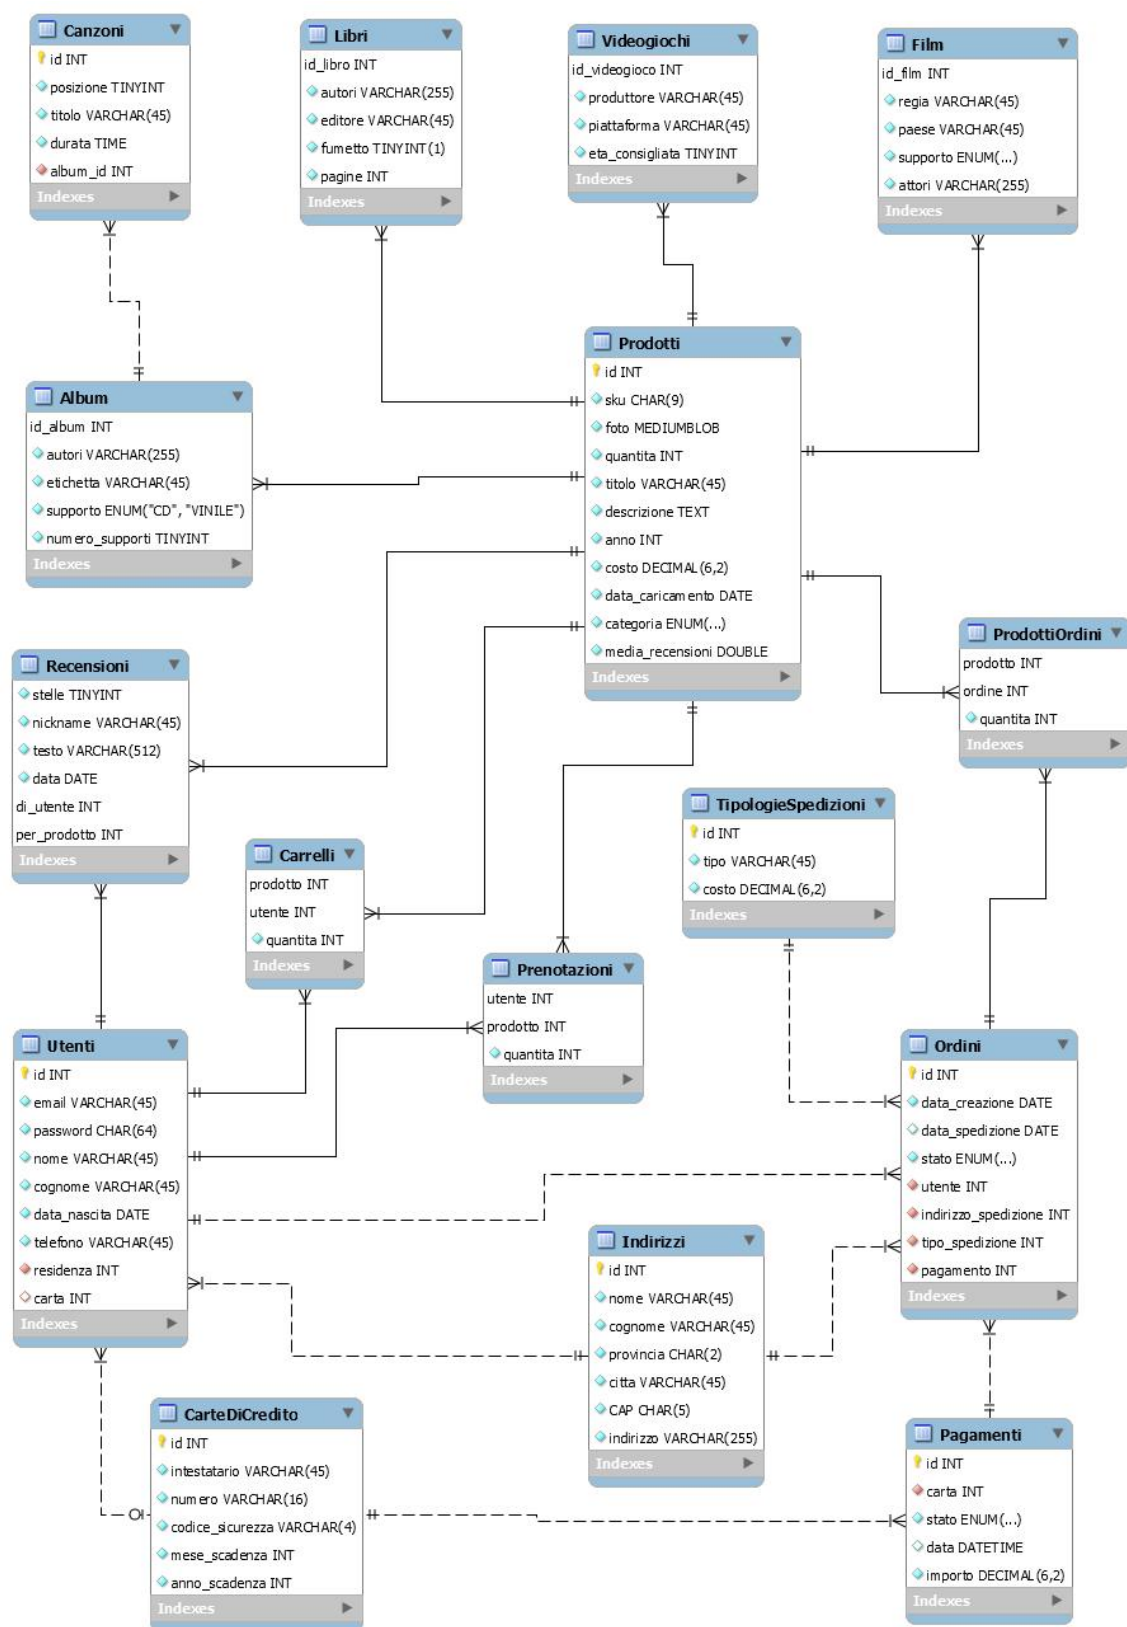 Canzoni
id INT
posizione TINYINT
titolo VARCHAR(45)
durata TIME
album_id INT
Indexes
Libri
id_libro INT
autori VARCHAR(255)
editore VARCHAR(45)
fumetto TINYINT(1)
pagine INT
Indexes
Videogiochi
id_videogioco INT
produttore VARCHAR(45)
piattaforma VARCHAR(45)
eta_consigliata TINYINT
Indexes
Film
id_film INT
regia VARCHAR(45)
paese VARCHAR(45)
supporto ENUM(...)
attori VARCHAR(255)
Indexes
Prodotti
id INT
sku CHAR(9)
foto MEDIUMBLOB
quantita INT
titolo VARCHAR(45)
descrizione TEXT
anno INT
costo DECIMAL(6,2)
data_caricamento DATE
categoria ENUM(...)
media_recensioni DOUBLE
Indexes
Album
id_album INT
autori VARCHAR(255)
etichetta VARCHAR(45)
supporto ENUM("CD", "VINILE")
numero_supporti TINYINT
Indexes
ProdottiOrdini
prodotto INT
ordine INT
quantita INT
Indexes
Recensioni
stelle TINYINT
nickname VARCHAR(45)
testo VARCHAR(512)
data DATE
di_utente INT
per_prodotto INT
Indexes
TipologieSpedizioni
id INT
tipo VARCHAR(45)
costo DECIMAL(6,2)
Indexes
Carrelli
prodotto INT
utente INT
quantita INT
Indexes
Prenotazioni
utente INT
prodotto INT
quantita INT
Indexes
Utenti
id INT
email VARCHAR(45)
password CHAR(64)
nome VARCHAR(45)
cognome VARCHAR(45)
data_nascita DATE
telefono VARCHAR(45)
residenza INT
carta INT
Indexes
Ordini
id INT
data_creazione DATE
data_spedizione DATE
stato ENUM(...)
utente INT
indirizzo_spedizione INT
tipo_spedizione INT
pagamento INT
Indexes
Indirizzi
id INT
nome VARCHAR(45)
cognome VARCHAR(45)
provincia CHAR(2)
citta VARCHAR(45)
CAP CHAR(5)
indirizzo VARCHAR(255)
Indexes
CarteDiCredito
id INT
intestatario VARCHAR(45)
numero VARCHAR(16)
codice_sicurezza VARCHAR(4)
mese_scadenza INT
anno_scadenza INT
Indexes
Pagamenti
id INT
carta INT
stato ENUM(...)
data DATETIME
importo DECIMAL(6,2)
Indexes